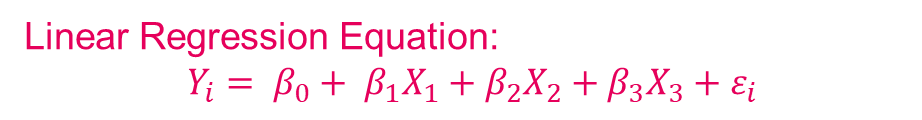 Linear Regression Equation:
𝑌ᵢ = 𝛽₀ + 𝛽₁𝑋₁ + 𝛽₂𝑋₂ + 𝛽₃𝑋₃ + 𝜀ᵢ